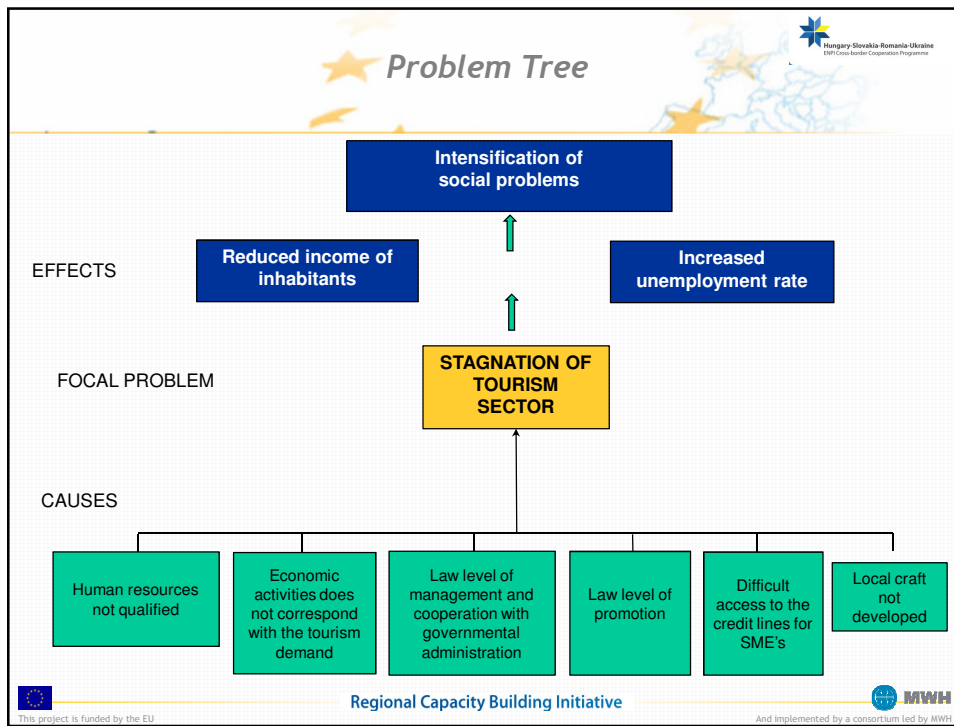 Problem Tree
Hungary-Slovakia-Romania-Ukraine
ENPI Cross-border Cooperation Programme
Intensification of
social problems
EFFECTS
Reduced income of
inhabitants
Increased
unemployment rate
FOCAL PROBLEM
STAGNATION OF
TOURISM
SECTOR
CAUSES
Human resources
not qualified
Economic
activities does
not correspond
with the tourism
demand
Law level of
management and
cooperation with
governmental
administration
Law level of
promotion
Difficult
access to the
credit lines for
SME's
Local craft
not
developed
Regional Capacity Building Initiative
MWH
This project is funded by the EU
And implemented by a consortium led by MWH